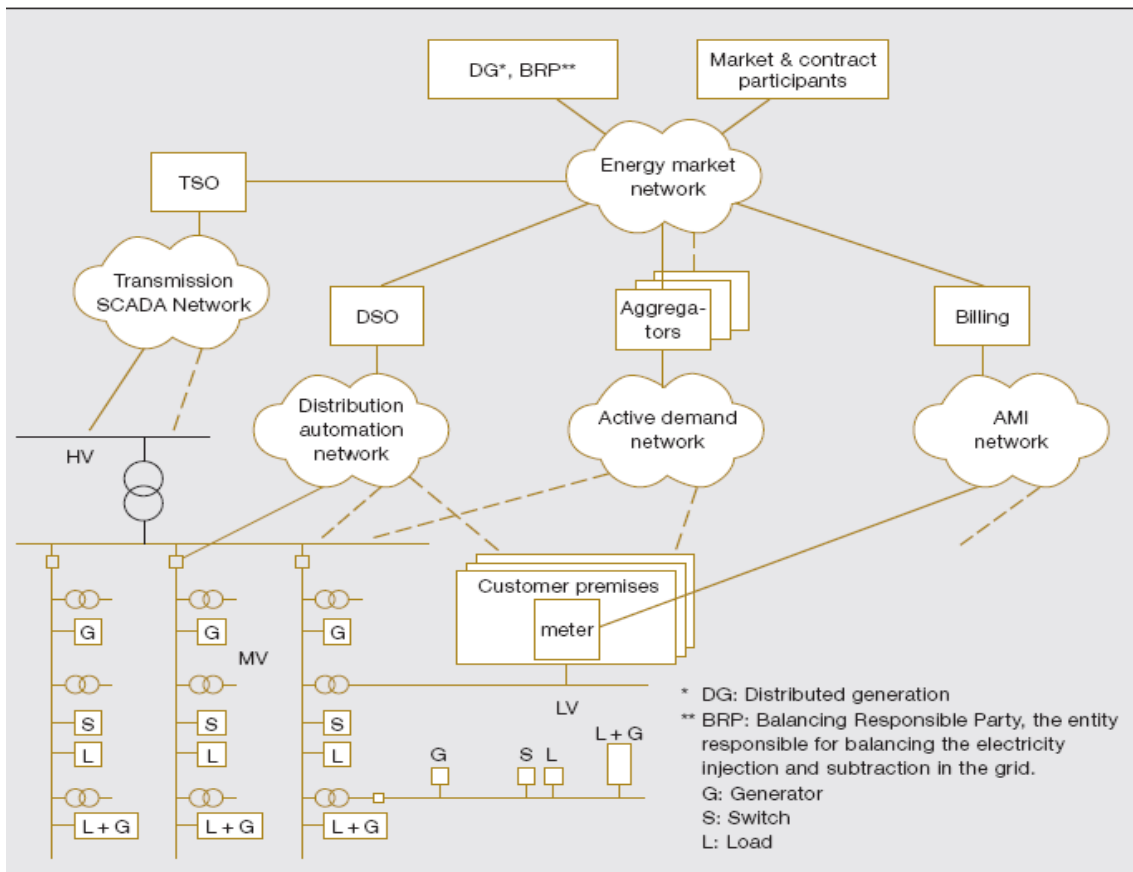 DG*, BRP**
Market & contract
participants
Energy market
network
TSO
Transmission
SCADA Network
DSO
Aggrega-
tors
Billing
Distribution
automation
network
Active demand
network
AMI
network
HV
Customer premises
meter
G
G
G
MV
LV
S
S
S
L
L
L
G
S
L
L + G
L + G
L + G
L + G
* DG: Distributed generation
** BRP: Balancing Responsible Party, the entity
responsible for balancing the electricity
injection and subtraction in the grid.
G: Generator
S: Switch
L: Load